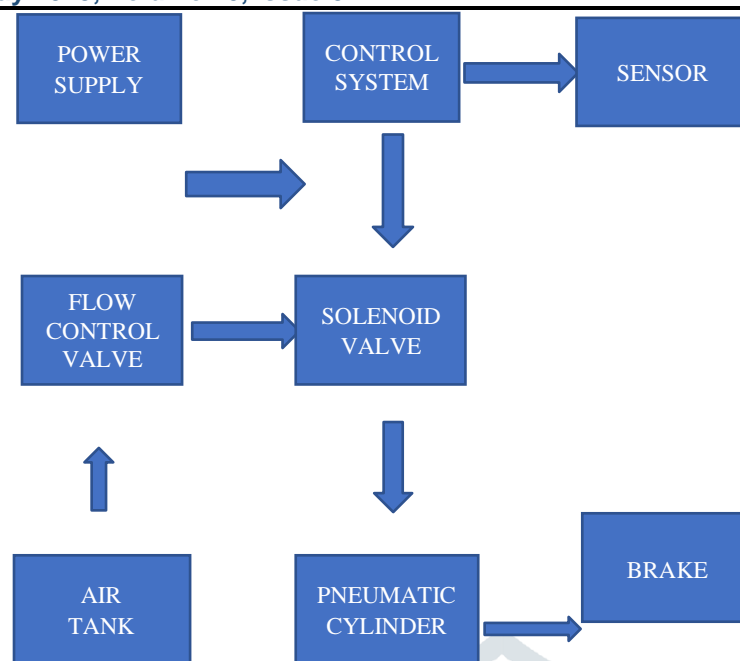 POWER
SUPPLY
CONTROL
SYSTEM
SENSOR
FLOW
CONTROL
VALVE
SOLENOID
VALVE
AIR
TANK
PNEUMATIC
CYLINDER
BRAKE